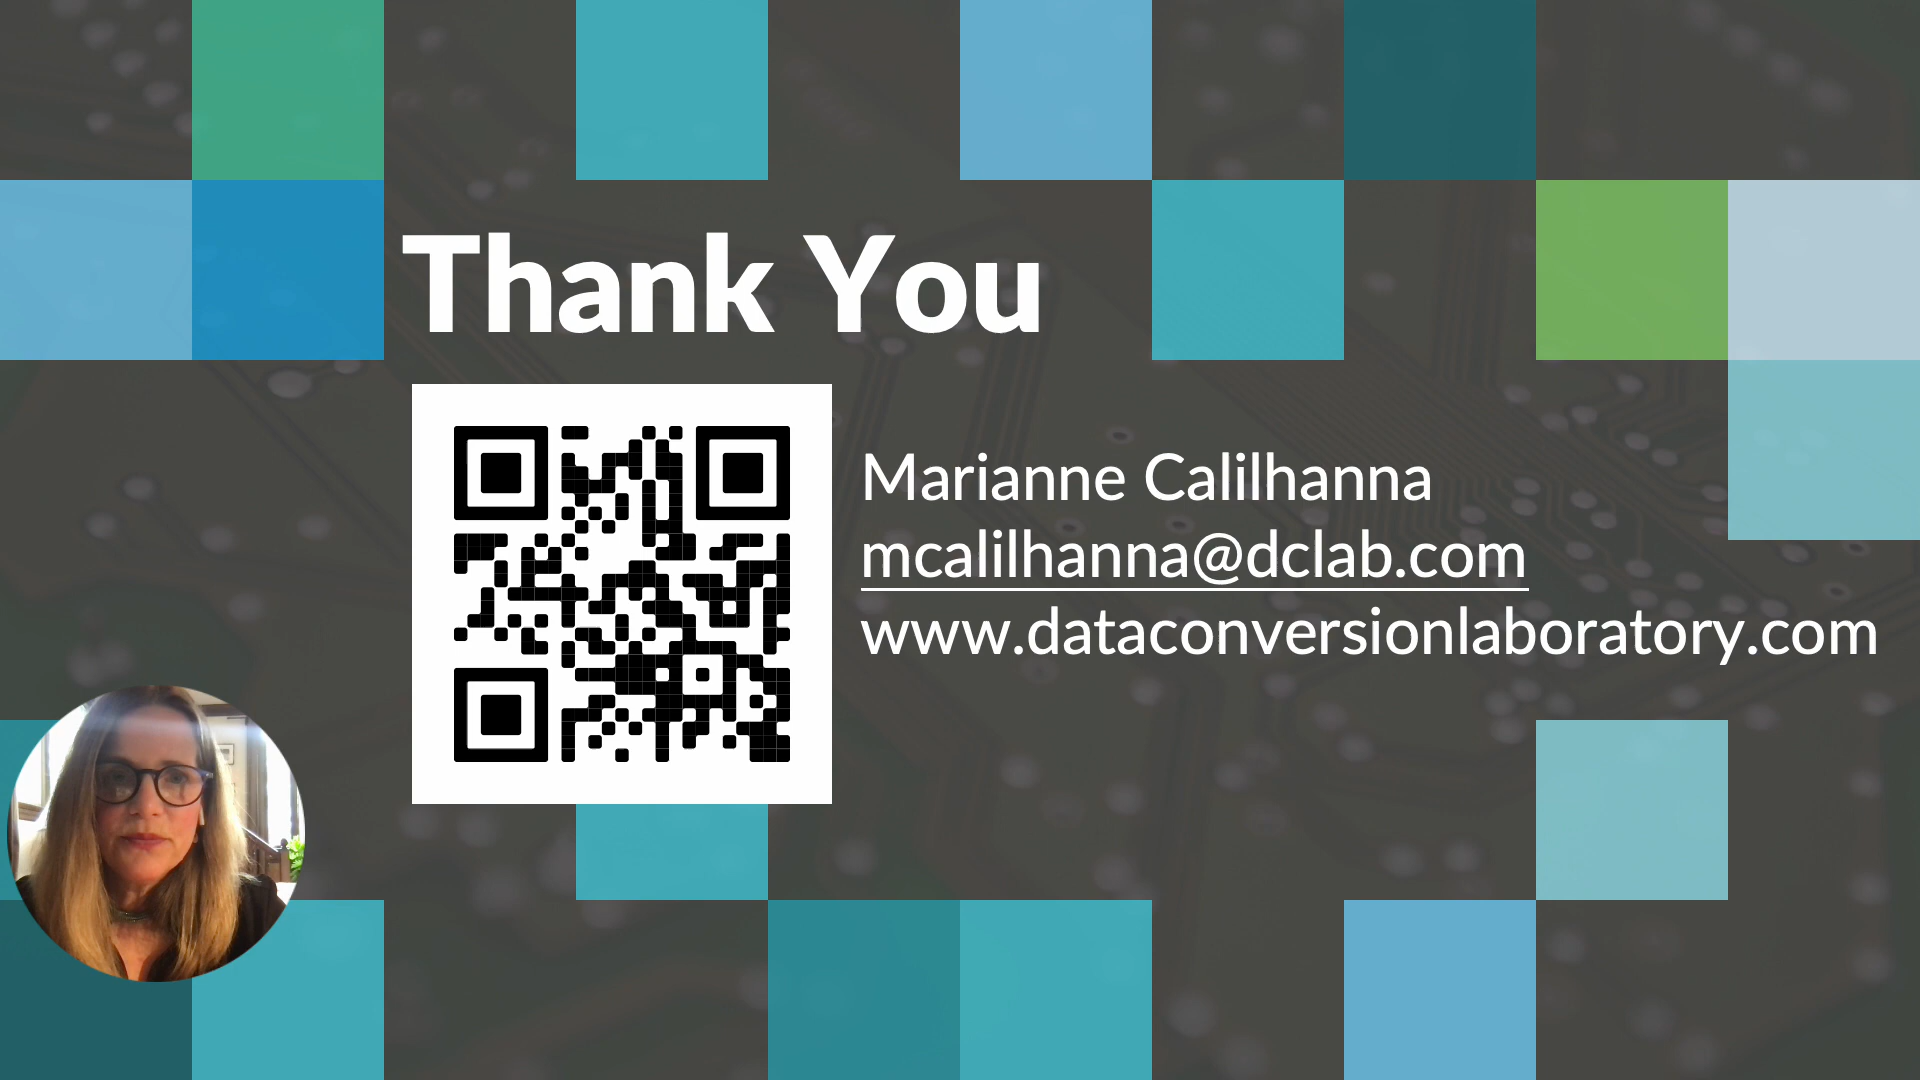 Thank You
Marianne Calilhanna
mcalilhanna@dclab.com
www.dataconversionlaboratory.com